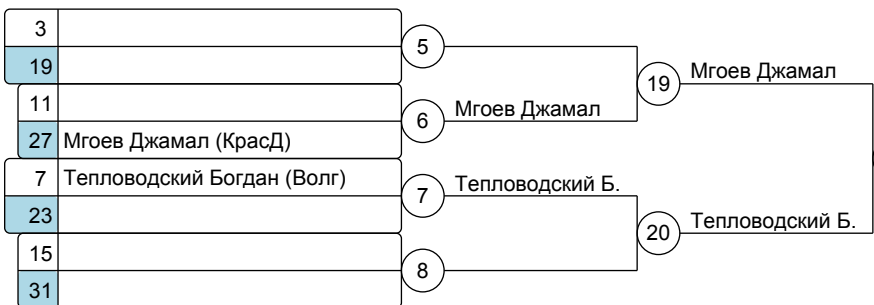 3
5
19
19 Мгоев Джамал
11
6 Мгоев Джамал
27 Мгоев Джамал (КрасД)
7 Тепловодский Богдан (Волг)
7 Тепловодский Б.
23
20 Тепловодский Б.
15
8
31